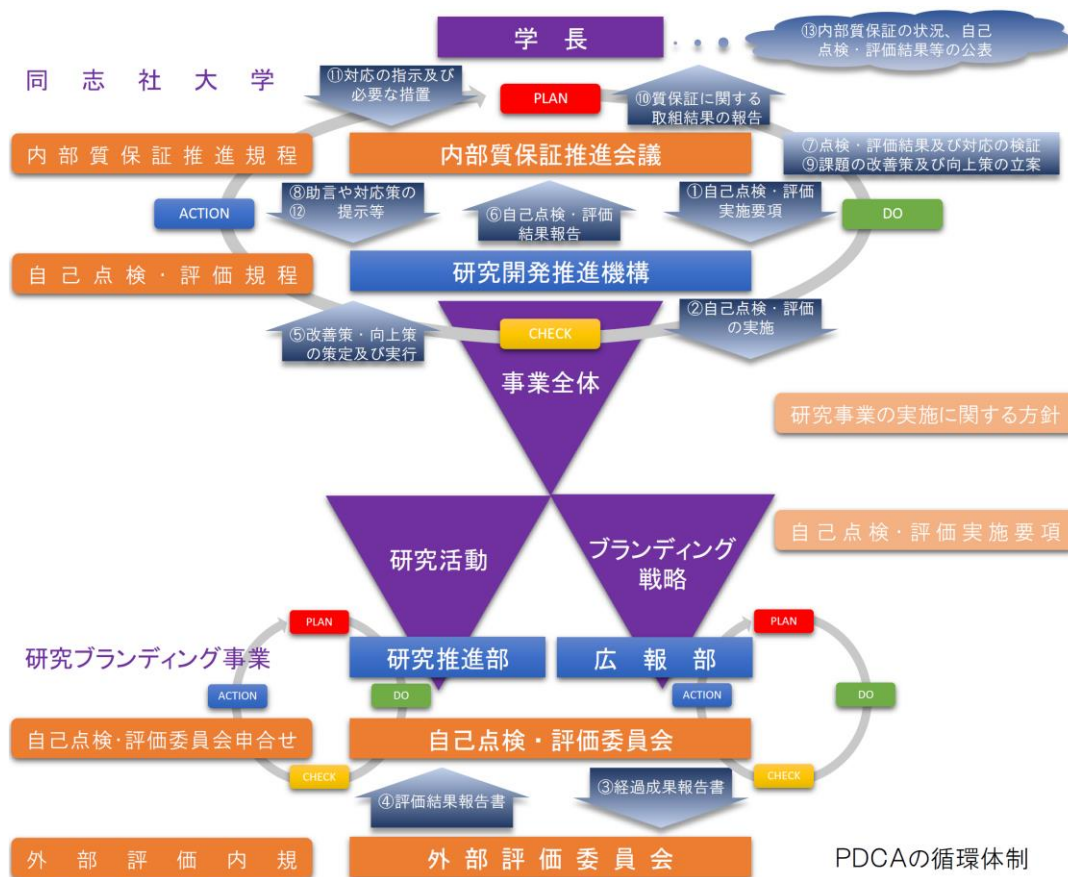 学長
⑬内部質保証の状況、自己
点検・評価結果等の公表
同志社大学
⑪対応の指示及び
必要な措置
PLAN
⑩質保証に関する
取組結果の報告
内部質保証推進規程
内部質保証推進会議
⑦点検・評価結果及び対応の検証
⑨課題の改善策及び向上策の立案
ACTION
⑧助言や対応策の
⑫ 提示等
⑥自己点検・評価
結果報告
①自己点検・評価
実施要項
DO
自己点検・評価規程
研究開発推進機構
⑤改善策・向上策
の策定及び実行
CHECK
②自己点検・評価
の実施
事業全体
研究事業の実施に関する方針
研究活動
ブランディング
戦略
自己点検・評価実施要項
PLAN
PLAN
研究ブランディング事業
研究推進部
広報部
ACTION
DO
ACTION
DO
自己点検・評価委員会申合せ
自己点検・評価委員会
CHECK
④評価結果報告書
③経過成果報告書
CHECK
外部評価内規
外部評価委員会
PDCAの循環体制